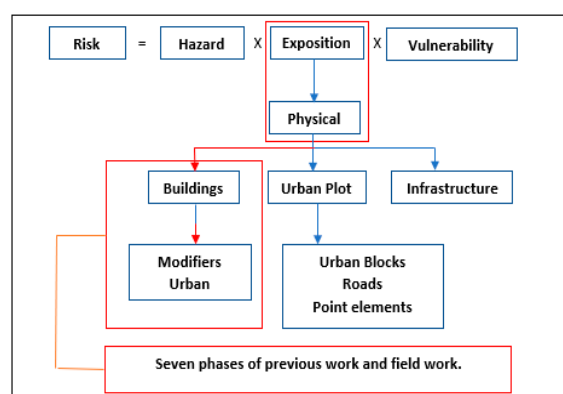 Risk = Hazard X Exposition X Vulnerability
Physical
Buildings Urban Plot Infrastructure
Modifiers
Urban
Urban Blocks
Roads
Point elements
Seven phases of previous work and field work.